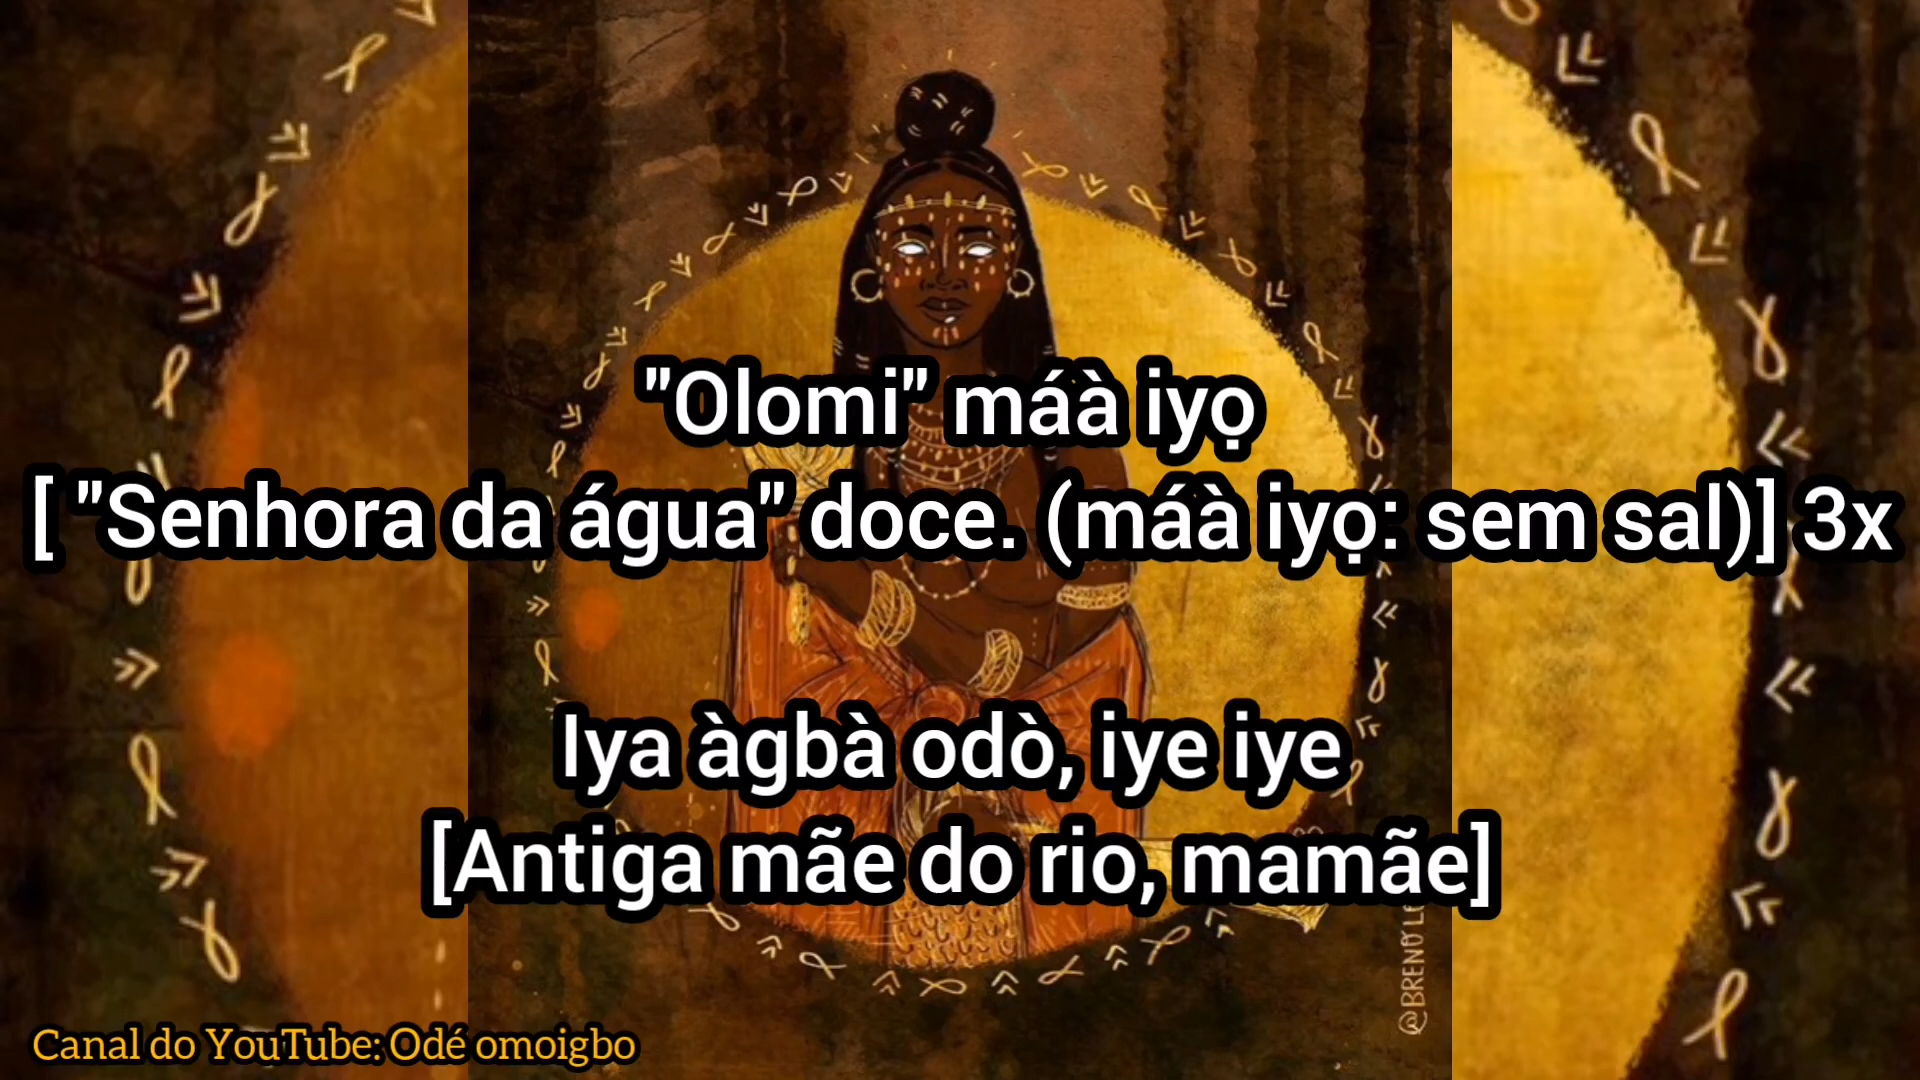 "Olomi" máà iyọ
[ "Senhora da água" doce. (máà iyọ: sem sal)] 3x
Iya àgbà odò, iye iye
[Antiga mãe do rio, mamãe]
Canal do YouTube: Odé omoigbo
@BRENO